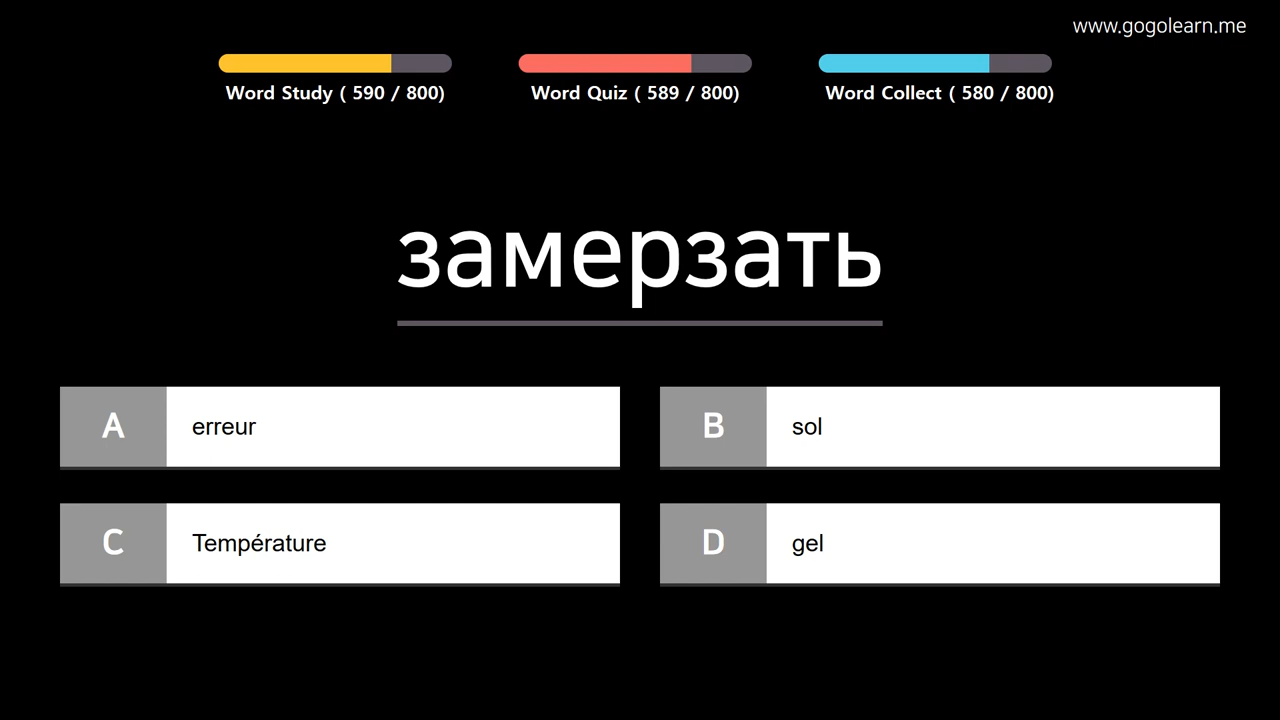 www.gogolearn.me
Word Study ( 590 / 800)
Word Quiz ( 589 / 800)
Word Collect ( 580 / 800)
замерзать
A erreur
B sol
C Température
D gel